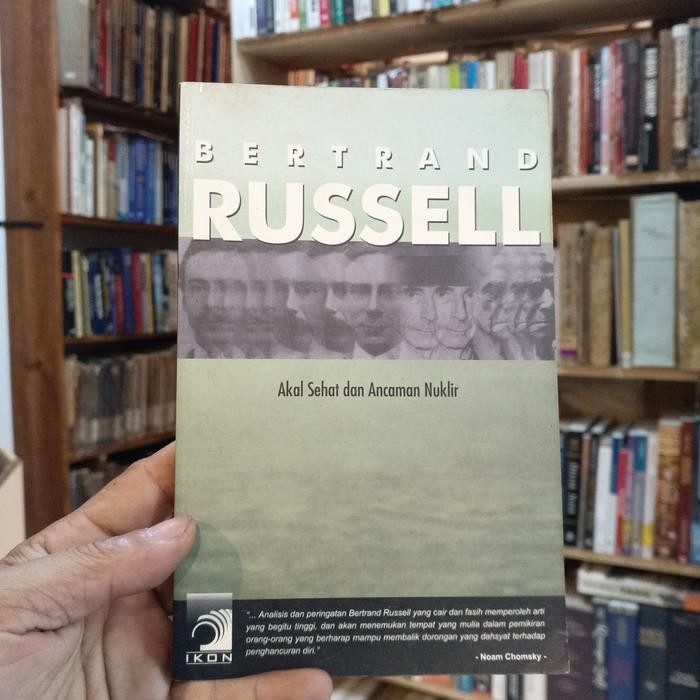 BERTRAND
RUSSELL
Akal Sehat dan Ancaman Nuklir
"... Analisis dan peringatan Bertrand Russell yang cair dan fasih memperoleh arti
yang begitu tinggi, dan akan menemukan tempat yang mulia dalam pemikiran
orang-orang yang berharap mampu membalik dorongan yang dahsyat terhadap
penghancuran diri."
- Noam Chomsky -
IKON